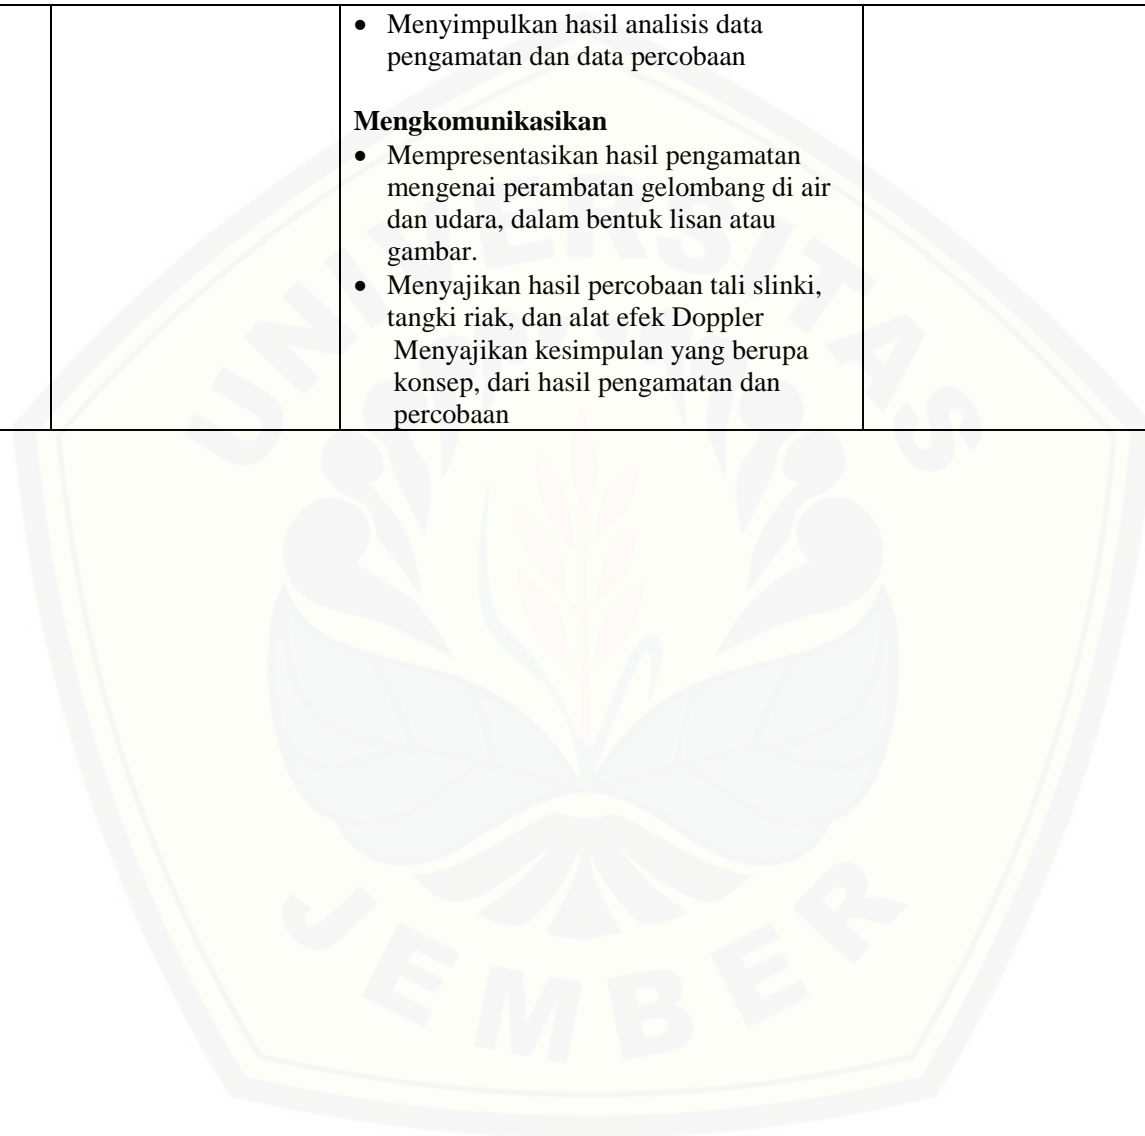 • Menyimpulkan hasil analisis data
pengamatan dan data percobaan
Mengkomunikasikan
• Mempresentasikan hasil pengamatan
mengenai perambatan gelombang di air
dan udara, dalam bentuk lisan atau
gambar.
• Menyajikan hasil percobaan tali slinki,
tangki riak, dan alat efek Doppler
Menyajikan kesimpulan yang berupa
konsep, dari hasil pengamatan dan
percobaan
UNIVERSITAS
JEMBER